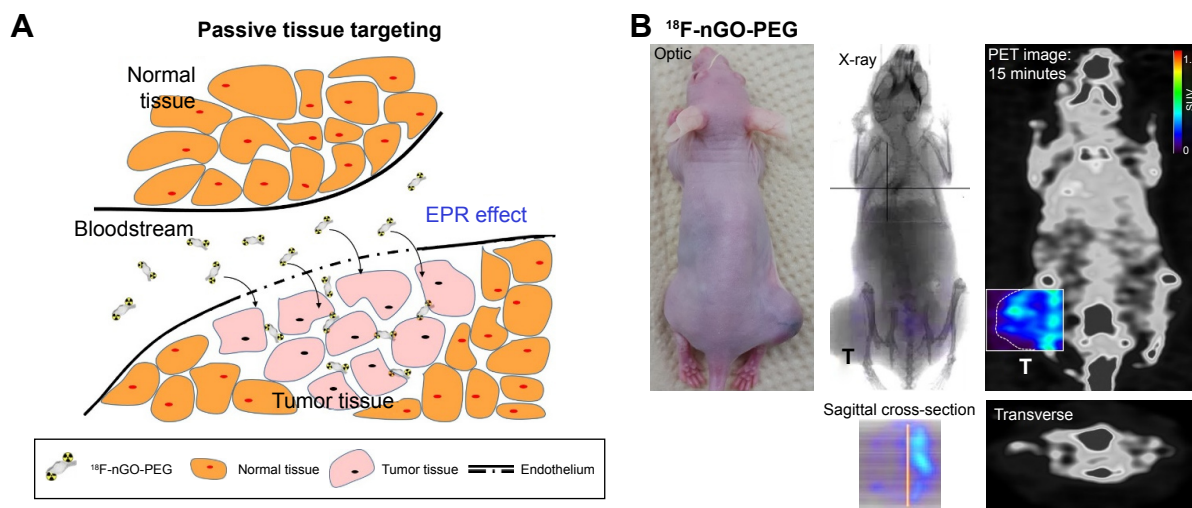 A
Passive tissue targeting
Normal
tissue
EPR effect
Bloodstream
Tumor tissue
¹⁸F-nGO-PEG
Normal tissue
Tumor tissue
Endothelium
B
¹⁸F-nGO-PEG
Optic
X-ray
T
PET image:
15 minutes
SUV
0
T
Sagittal cross-section
Transverse